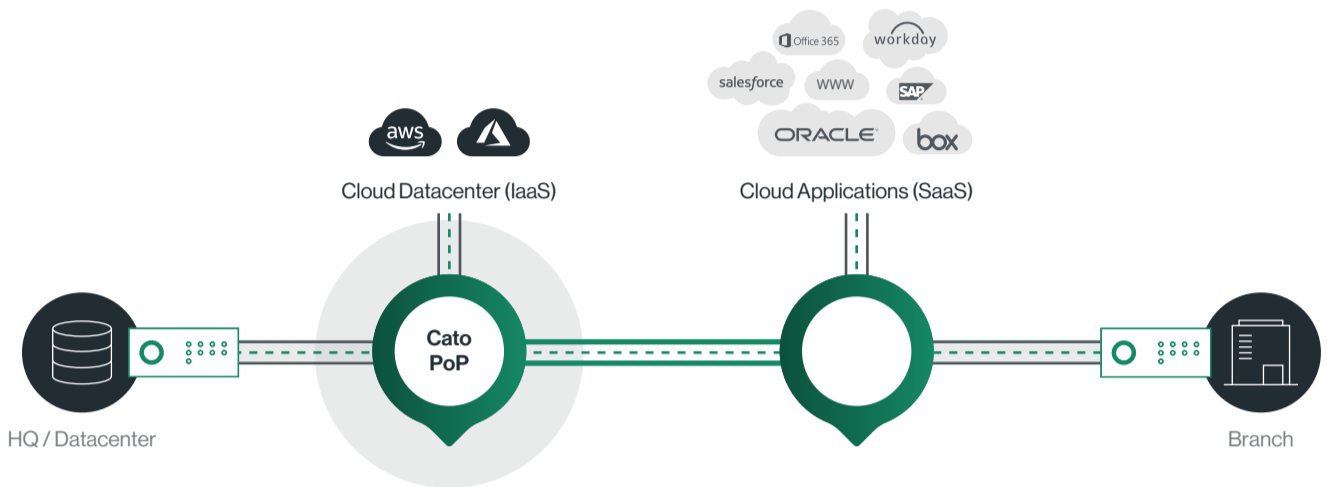 Office 365
workday
salesforce
WWW
SAP
ORACLE
box
aws
Cloud Datacenter (IaaS)
Cloud Applications (SaaS)
Cato
PoP
HQ / Datacenter
Branch